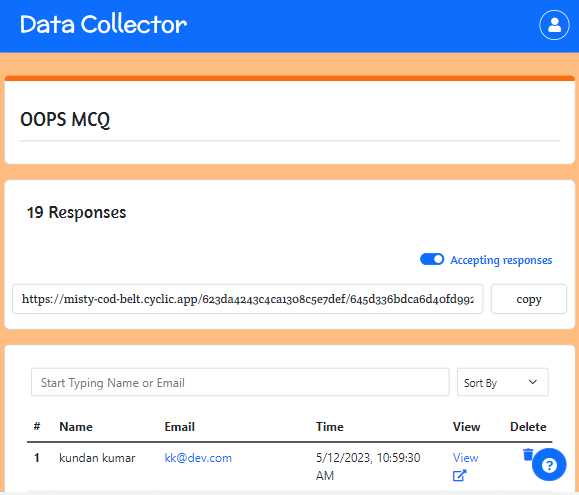 Data Collector
OOPS MCQ
19 Responses
Accepting responses
https://misty-cod-belt.cyclic.app/623da4243c4ca1308c5e7def/645d336bdca6d40fd992
copy
Start Typing Name or Email
Sort By
# Name Email Time View Delete
1 kundan kumar kk@dev.com 5/12/2023, 10:59:30 View
AM
?